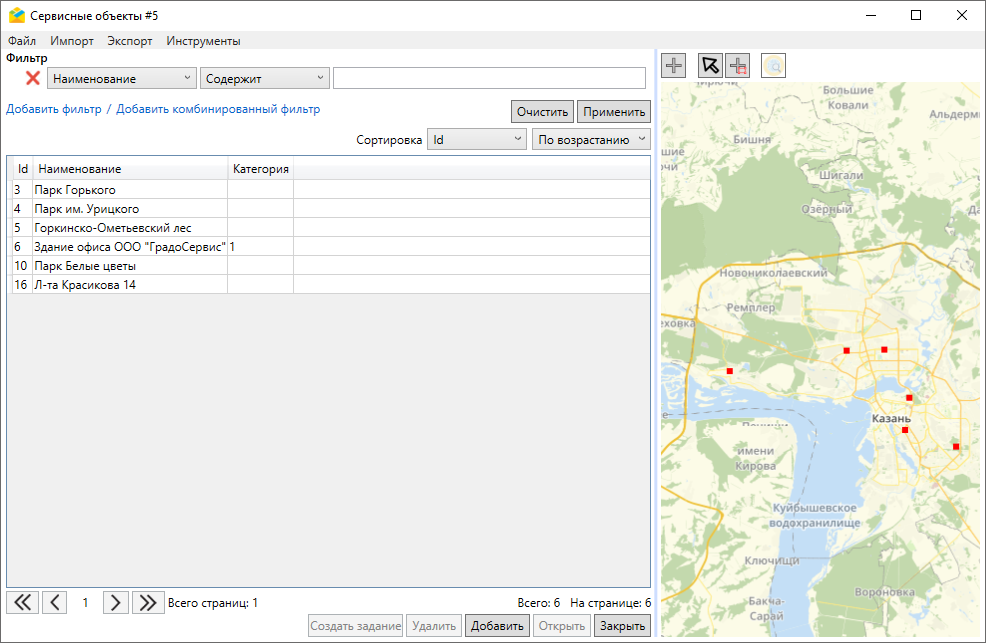 Сервисные объекты #5
Файл Импорт Экспорт Инструменты
Фильтр
Наименование Содержит
Добавить фильтр / Добавить комбинированный фильтр
Очистить Применить
Сортировка Id По возрастанию
Id Наименование Категория
3 Парк Горького
4 Парк им. Урицкого
5 Горкинско-Ометьевский лес
6 Здание офиса ООО "ГрадоСервис" 1
10 Парк Белые цветы
16 Л-та Красикова 14
1 Всего страниц: 1 Всего: 6 На странице: 6
Создать задание Удалить Добавить Открыть Закрыть
Большие
Ковали
Альдерм
Бишня
Шигали
Озёрный
Новониколаевский
Ремплер
еховка
Казань
имени
Кирова
Куйбышевское
водохранилище
Ключищи
Вороновка
Бакча-
Сарай